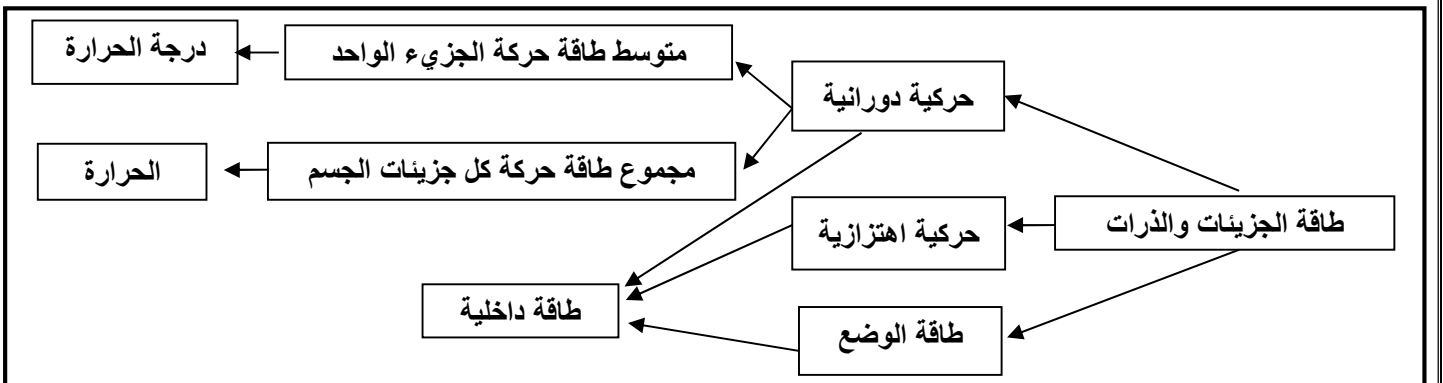 طاقة الجزيئات والذرات
حركية دورانية
حركية اهتزازية
طاقة الوضع
متوسط طاقة حركة الجزيء الواحد
درجة الحرارة
مجموع طاقة حركة كل جزيئات الجسم
الحرارة
طاقة داخلية